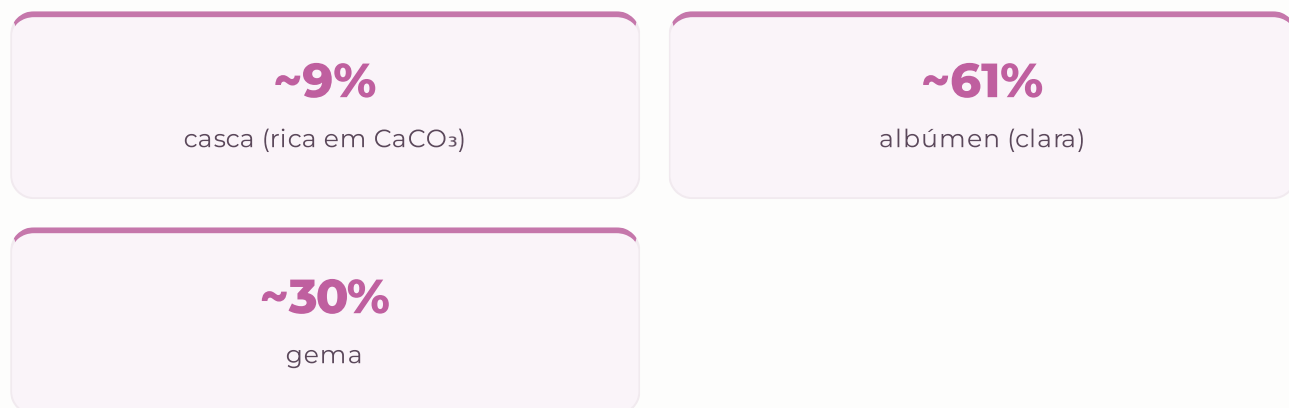 ~9%
casca (rica em CaCO₃)
~61%
albúmen (clara)
~30%
gema